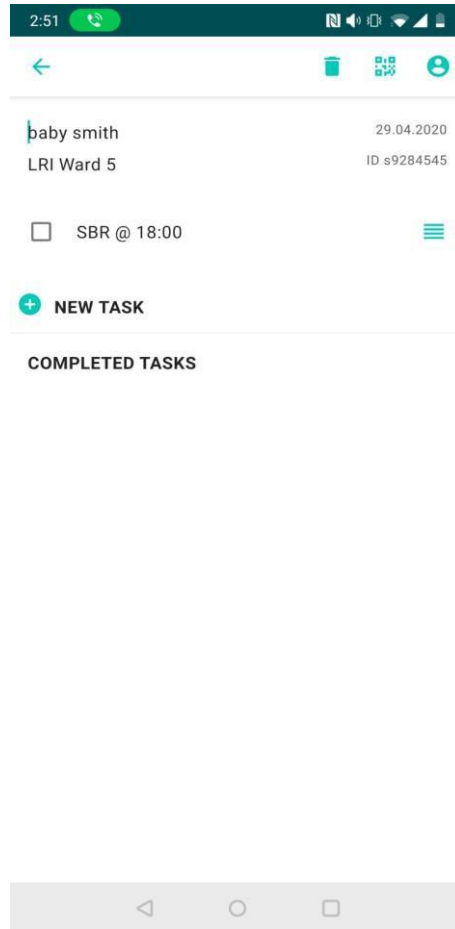 2:51
baby smith 29.04.2020
LRI Ward 5 ID s9284545
SBR @ 18:00
NEW TASK
COMPLETED TASKS